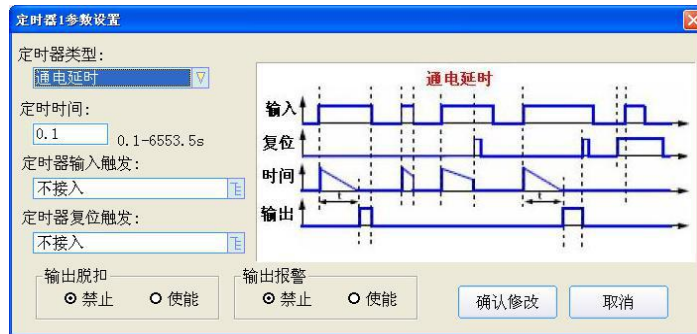 定时器1参数设置
定时器类型:
通电延时
定时时间:
0.1 0.1-6553.5s
定时器输入触发:
不接入
定时器复位触发:
不接入
通电延时
输入
复位
时间
t t
输出
输出脱扣
禁止 使能
输出报警
禁止 使能
确认修改 取消